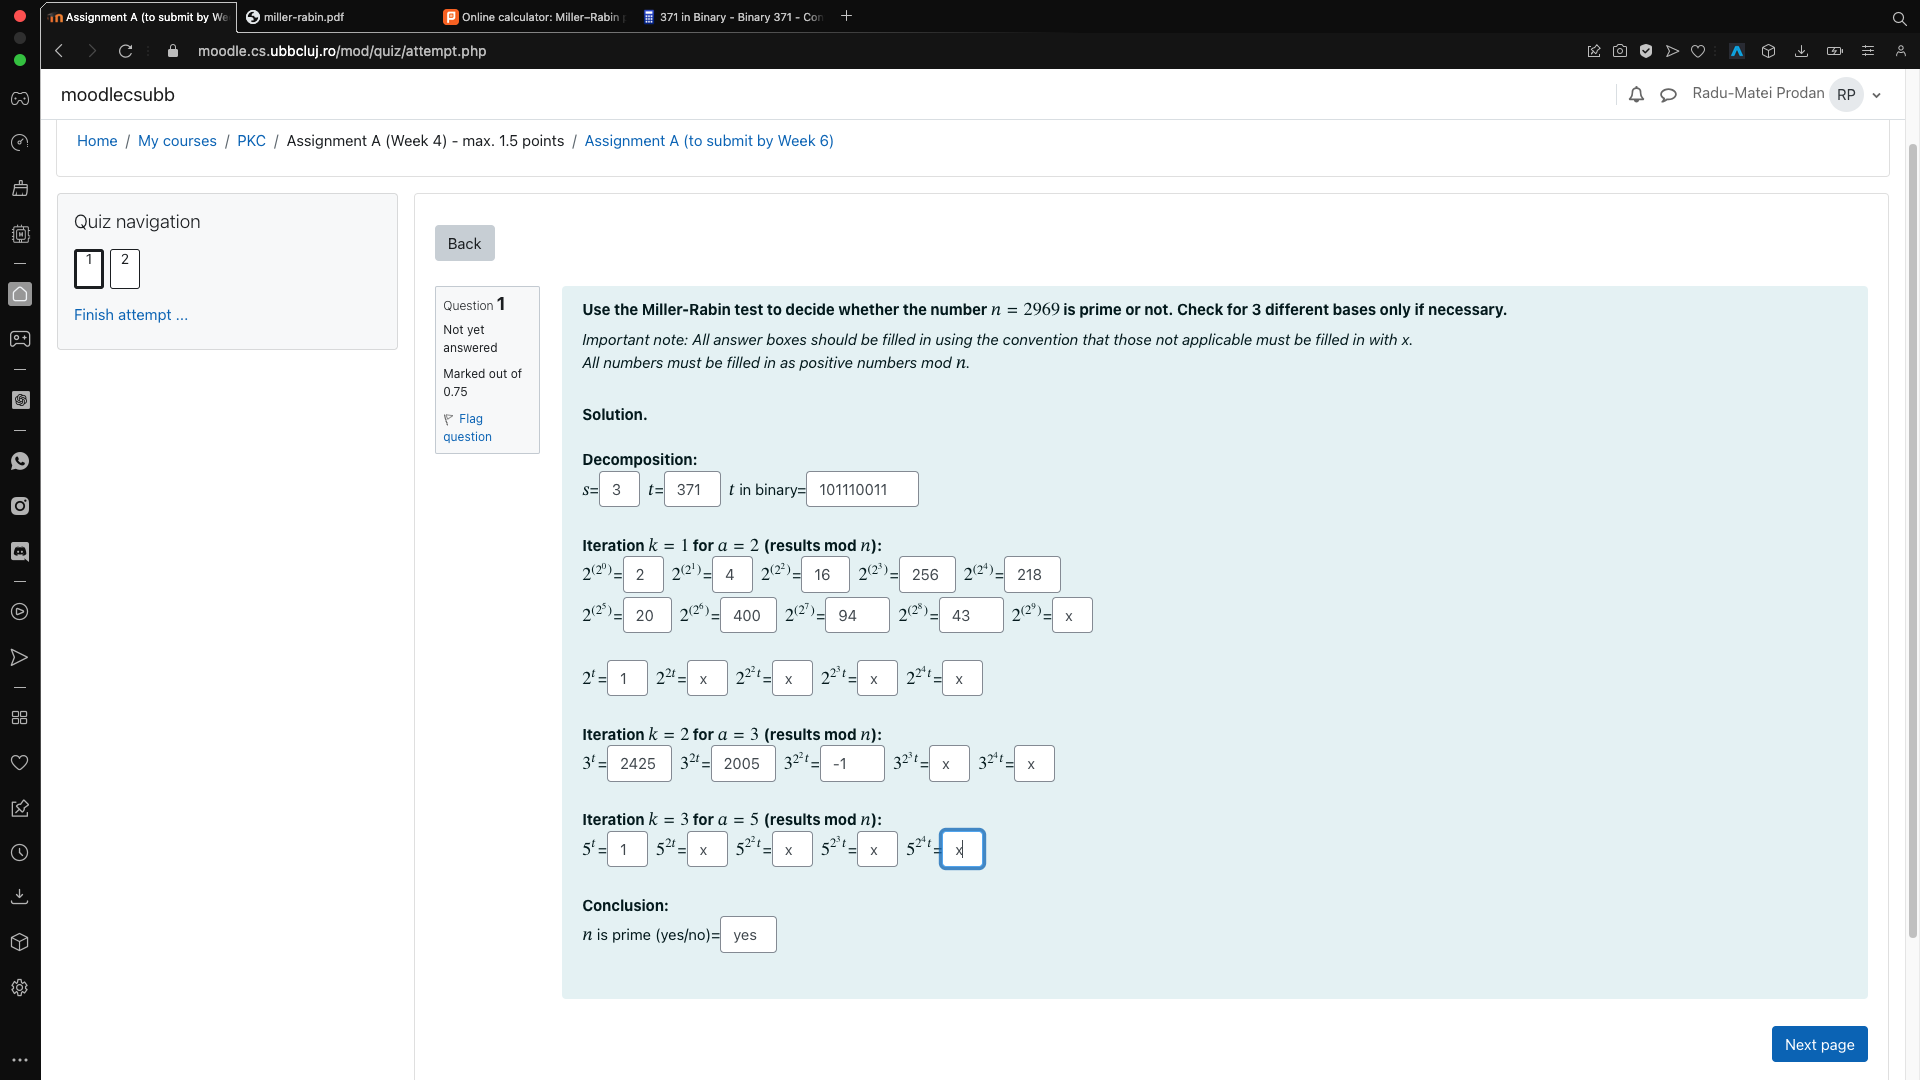 Assignment A (to submit by We
miller-rabin.pdf
Online calculator: Miller–Rabin p
371 in Binary - Binary 371 - Con
moodle.cs.ubbcluj.ro/mod/quiz/attempt.php
moodlecsubb
Radu-Matei Prodan RP
Home / My courses / PKC / Assignment A (Week 4) - max. 1.5 points / Assignment A (to submit by Week 6)
Quiz navigation
1 2
Finish attempt ...
Back
Question 1
Not yet
answered
Marked out of
0.75
Flag
question
Use the Miller-Rabin test to decide whether the number n = 2969 is prime or not. Check for 3 different bases only if necessary.
Important note: All answer boxes should be filled in using the convention that those not applicable must be filled in with x.
All numbers must be filled in as positive numbers mod n.
Solution.
Decomposition:
s= 3 t= 371 t in binary= 101110011
Iteration k = 1 for a = 2 (results mod n):
2^(2^0)= 2 2^(2^1)= 4 2^(2^2)= 16 2^(2^3)= 256 2^(2^4)= 218
2^(2^5)= 20 2^(2^6)= 400 2^(2^7)= 94 2^(2^8)= 43 2^(2^9)= x
2^t= 1 2^2t= x 2^2^2t= x 2^2^3t= x 2^2^4t= x
Iteration k = 2 for a = 3 (results mod n):
3^t= 2425 3^2t= 2005 3^2^2t= -1 3^2^3t= x 3^2^4t= x
Iteration k = 3 for a = 5 (results mod n):
5^t= 1 5^2t= x 5^2^2t= x 5^2^3t= x 5^2^4t= x
Conclusion:
n is prime (yes/no)= yes
Next page